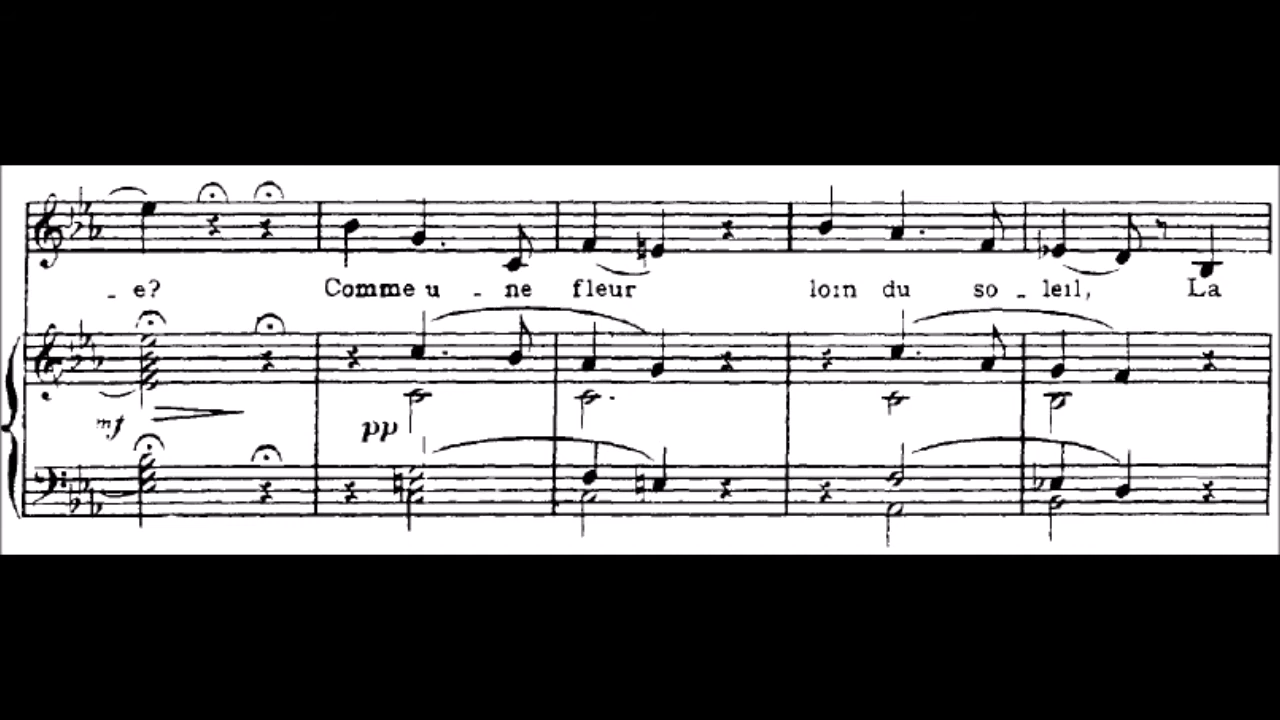 - e? Comme u - ne fleur loin du so - leil, La
mf
pp